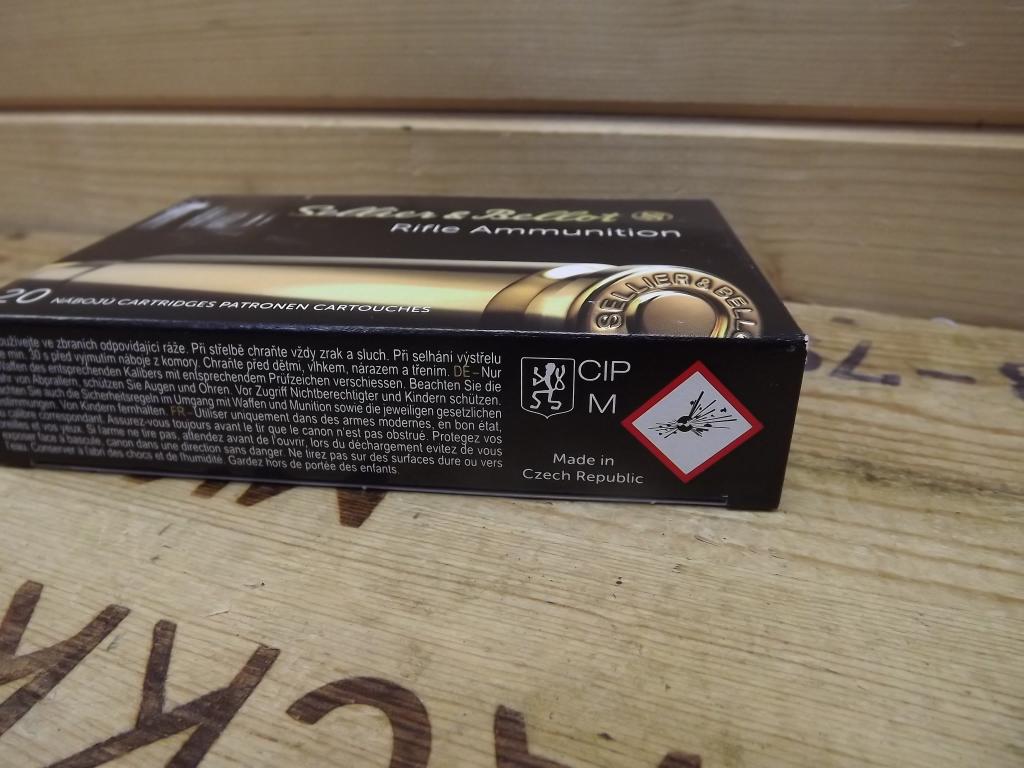 Sellier & Bellot
Rifle Ammunition
SELLIER & BELLO
20 NÁBOJŮ CARTRIDGES PATRONEN CARTOUCHES
oužívejte ve zbraních odpovídající ráže. Při střelbě chraňte vždy zrak a sluch. Při selhání výstřelu
e min. 30 s před vyjmutím náboje z komory. Chraňte před dětmi, vlhkem, nárazem a třením. DE – Nur
affen des entsprechenden Kalibers mit entsprechendem Prüfzeichen verschiessen. Beachten Sie die
ahr von Abprallern, schützen Sie Augen und Ohren. Vor Zugriff Nichtberechtigter und Kindern schützen.
Sie auch die Sicherheitsregeln im Umgang mit Waffen und Munition sowie die jeweiligen gesetzlichen
Von Kindern fernhalten. FR – Utiliser uniquement dans des armes modernes, en bon état,
calibre conforme. Assurez-vous toujours avant le tir que le canon n'est pas obstrué. Protegez vos
vos yeux. Si l'arme ne tire pas, attendez avant de l'ouvrir, lors du déchargement evitez de vous
face à bascule, canon dans une direction sans danger. Ne tirez pas sur des surfaces dure ou vers
Conserver à l'abri des chocs et de l'humidité. Gardez hors de portée des enfants.
CIP
M
Made in
Czech Republic